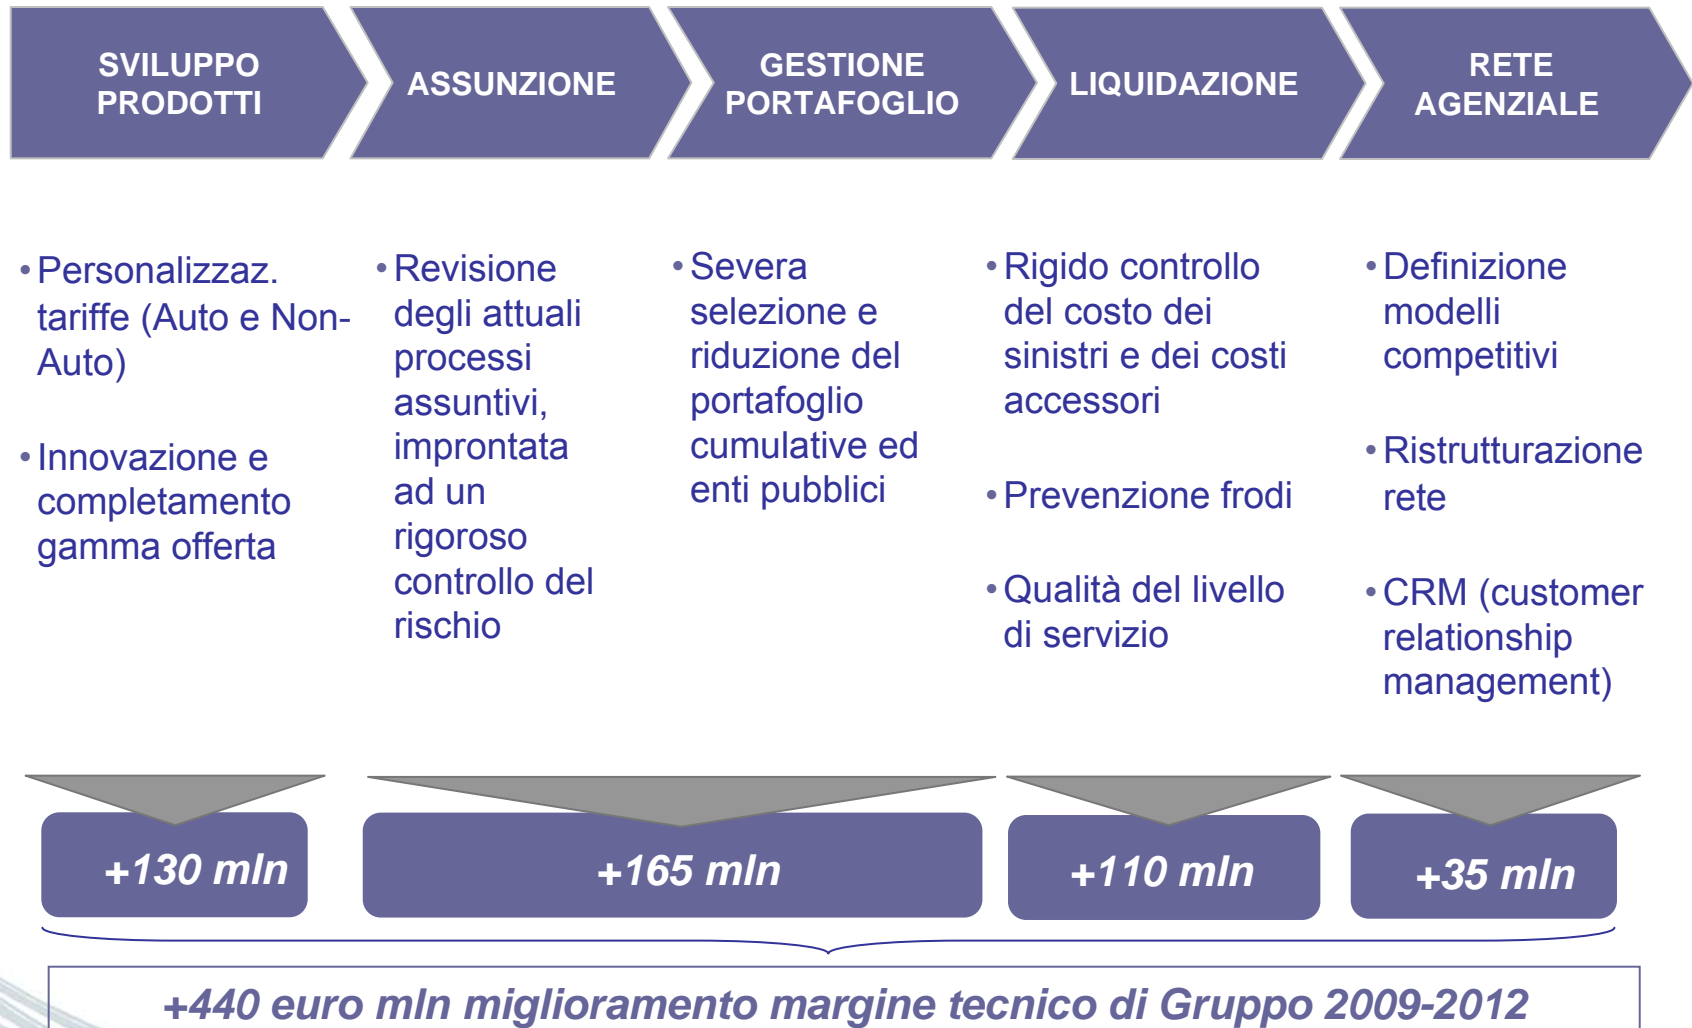 SVILUPPO
PRODOTTI
ASSUNZIONE
GESTIONE
PORTAFOGLIO
LIQUIDAZIONE
RETE
AGENZIALE
•Personalizzaz.
tariffe (Auto e Non-
Auto)
•Innovazione e
completamento
gamma offerta
•Revisione
degli attuali
processi
assuntivi,
improntata
ad un
rigoroso
controllo del
rischio
•Severa
selezione e
riduzione del
portafoglio
cumulative ed
enti pubblici
•Rigido controllo
del costo dei
sinistri e dei costi
accessori
•Prevenzione frodi
•Qualità del livello
di servizio
•Definizione
modelli
competitivi
•Ristrutturazione
rete
•CRM (customer
relationship
management)
+130 mln
+165 mln
+110 mln
+35 mln
+440 euro mln miglioramento margine tecnico di Gruppo 2009-2012